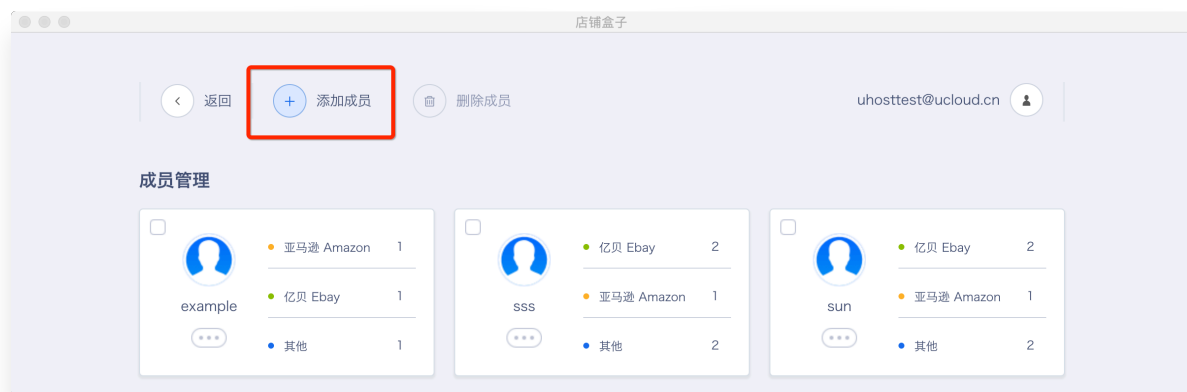 店铺盒子
返回 添加成员 删除成员 uhosttest@ucloud.cn
成员管理
亚马逊 Amazon 1
亿贝 Ebay 1
example
其他 1
亿贝 Ebay 2
亚马逊 Amazon 1
sss
其他 2
亿贝 Ebay 2
亚马逊 Amazon 1
sun
其他 2